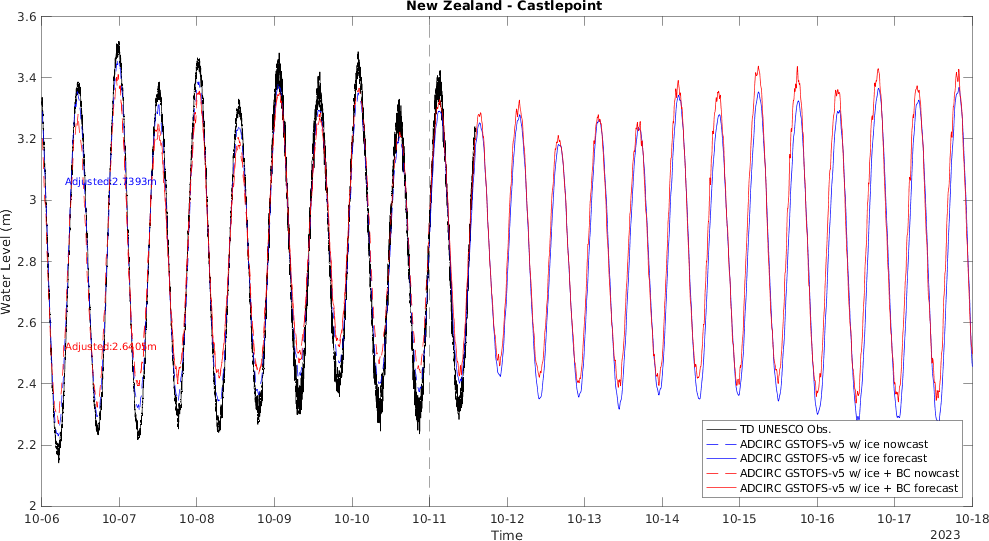 New Zealand - Castlepoint
3.6
3.4
3.2
3
2.8
2.6
2.4
2.2
2
Water Level (m)
Adjusted:2.7393m
Adjusted:2.6405m
TD UNESCO Obs.
ADCIRC GSTOFS-v5 w/ ice nowcast
ADCIRC GSTOFS-v5 w/ ice forecast
ADCIRC GSTOFS-v5 w/ ice + BC nowcast
ADCIRC GSTOFS-v5 w/ ice + BC forecast
10-06 10-07 10-08 10-09 10-10 10-11 10-12 10-13 10-14 10-15 10-16 10-17 10-18
Time
2023